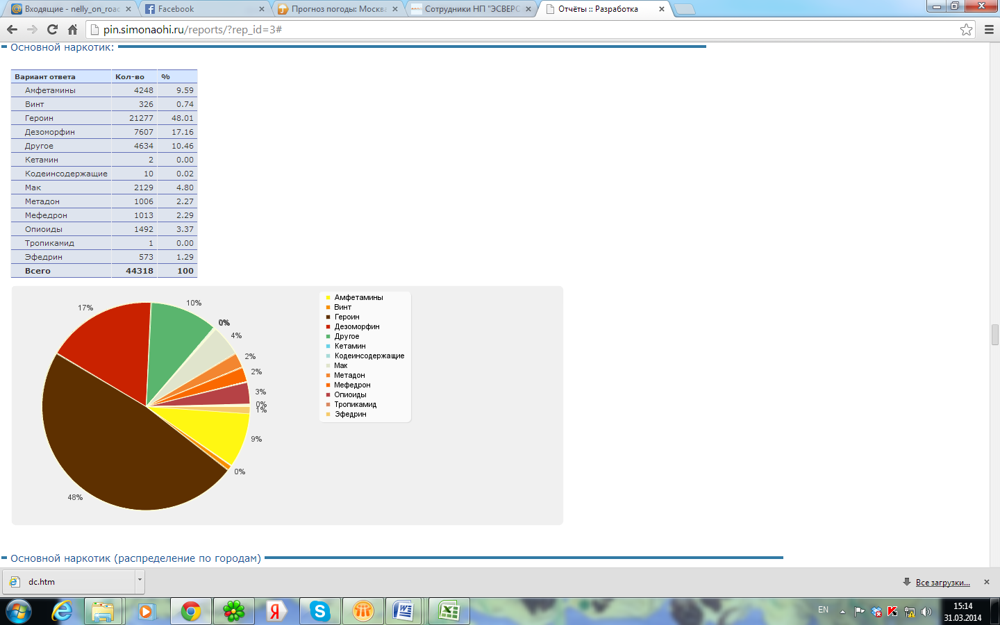 Входящие - nelly_on_road
Facebook
Прогноз погоды: Москва
Сотрудники НП "ЭСВЕРО
Отчёты :: Разработка
pin.simonaohi.ru/reports/?rep_id=3#
Основной наркотик:
Вариант ответа Кол-во %
Амфетамины 4248 9.59
Винт 326 0.74
Героин 21277 48.01
Дезоморфин 7607 17.16
Другое 4634 10.46
Кетамин 2 0.00
Кодеинсодержащие 10 0.02
Мак 2129 4.80
Метадон 1006 2.27
Мефедрон 1013 2.29
Опиоиды 1492 3.37
Тропикамид 1 0.00
Эфедрин 573 1.29
Всего 44318 100
17%
10%
0%
4%
2%
2%
3%
0%
1%
9%
0%
48%
Амфетамины
Винт
Героин
Дезоморфин
Другое
Кетамин
Кодеинсодержащие
Мак
Метадон
Мефедрон
Опиоиды
Тропикамид
Эфедрин
Основной наркотик (распределение по городам)
dc.htm
Все загрузки...
EN
15:14
31.03.2014